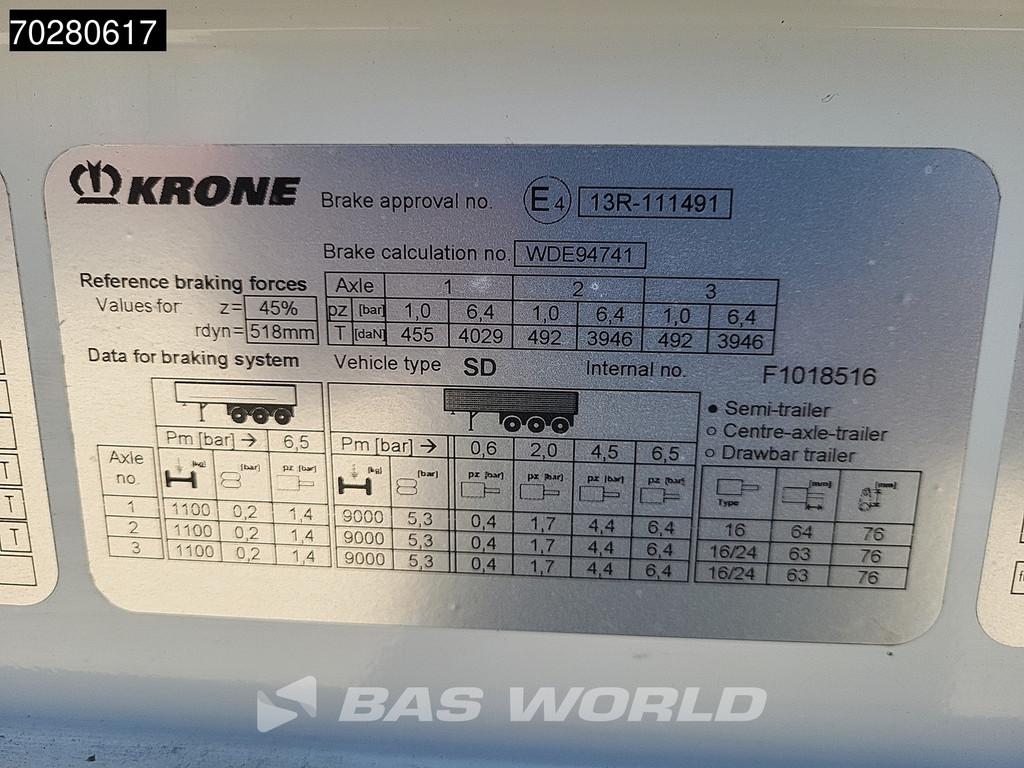 70280617
KRONE Brake approval no. E4 13R-111491
Brake calculation no. WDE94741
Reference braking forces Axle 1 2 3
Values for z= 45% pz [bar] 1,0 6,4 1,0 6,4 1,0 6,4
rdyn= 518mm T [daN] 455 4029 492 3946 492 3946
Data for braking system Vehicle type SD Internal no. F1018516
Semi-trailer
Centre-axle-trailer
Drawbar trailer
Pm [bar] → 6,5 Pm [bar] → 0,6 2,0 4,5 6,5
Axle no. [kg] [bar] pz [bar] [kg] [bar] pz [bar] pz [bar] pz [bar] pz [bar] Type [mm] [mm]
1 1100 0,2 1,4 9000 5,3 0,4 1,7 4,4 6,4 16 64 76
2 1100 0,2 1,4 9000 5,3 0,4 1,7 4,4 6,4 16/24 63 76
3 1100 0,2 1,4 9000 5,3 0,4 1,7 4,4 6,4 16/24 63 76
T
T
T
BAS WORLD